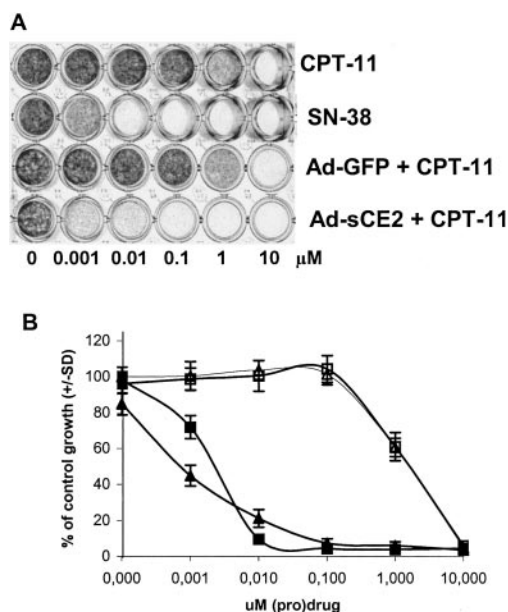 A
CPT-11
SN-38
Ad-GFP + CPT-11
Ad-sCE2 + CPT-11
0 0.001 0.01 0.1 1 10 µM
B
% of control growth (+/-SD)
120
100
80
60
40
20
0
0,000 0,001 0,010 0,100 1,000 10,000
uM (pro)drug